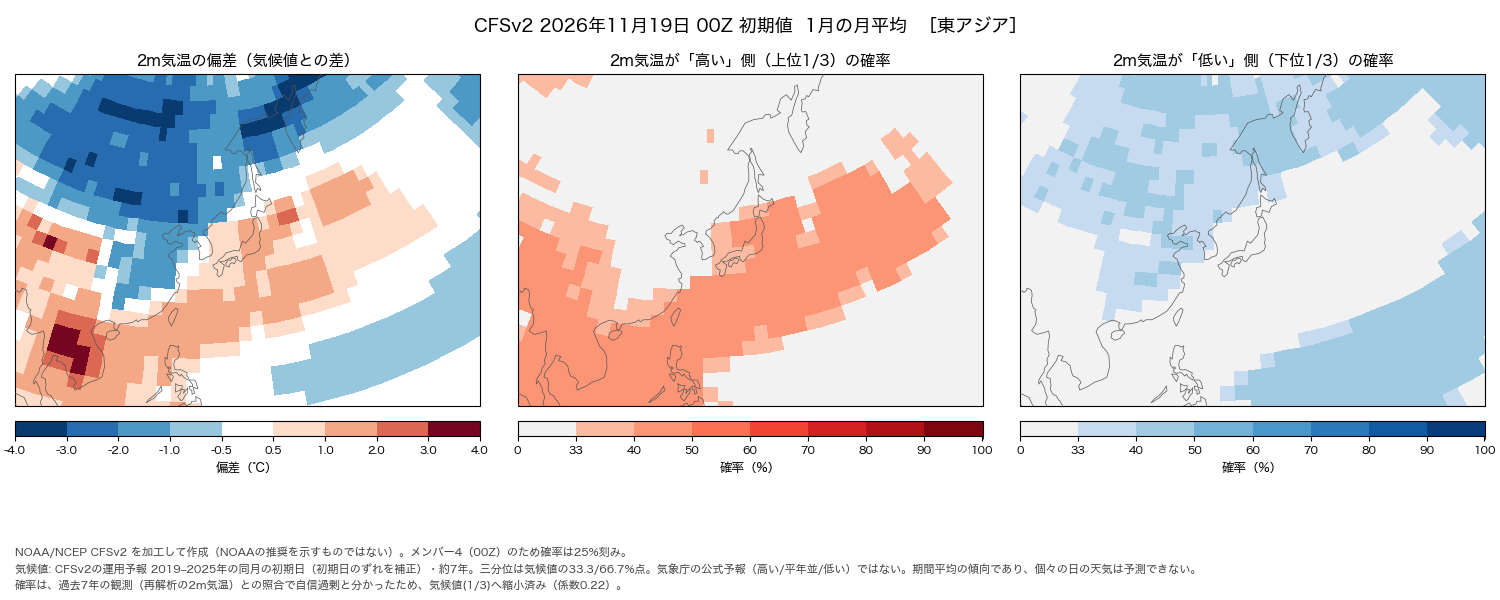 CFSv2 2026年11月19日 00Z 初期値 1月の月平均 ［東アジア］
2m気温の偏差（気候値との差）
2m気温が「高い」側（上位1/3）の確率
2m気温が「低い」側（下位1/3）の確率
-4.0 -3.0 -2.0 -1.0 -0.5 0.5 1.0 2.0 3.0 4.0
偏差（℃）
0 33 40 50 60 70 80 90 100
確率（%）
0 33 40 50 60 70 80 90 100
確率（%）
NOAA/NCEP CFSv2 を加工して作成（NOAAの推奨を示すものではない）。メンバー4（00Z）のため確率は25%刻み。
気候値: CFSv2の運用予報 2019–2025年の同月の初期日（初期日のずれを補正）・約7年。三分位は気候値の33.3/66.7%点。気象庁の公式予報（高い/平年並/低い）ではない。期間平均の傾向であり、個々の日の天気は予測できない。
確率は、過去7年の観測（再解析の2m気温）との照合で自信過剰と分かったため、気候値(1/3)へ縮小済み（係数0.22）。